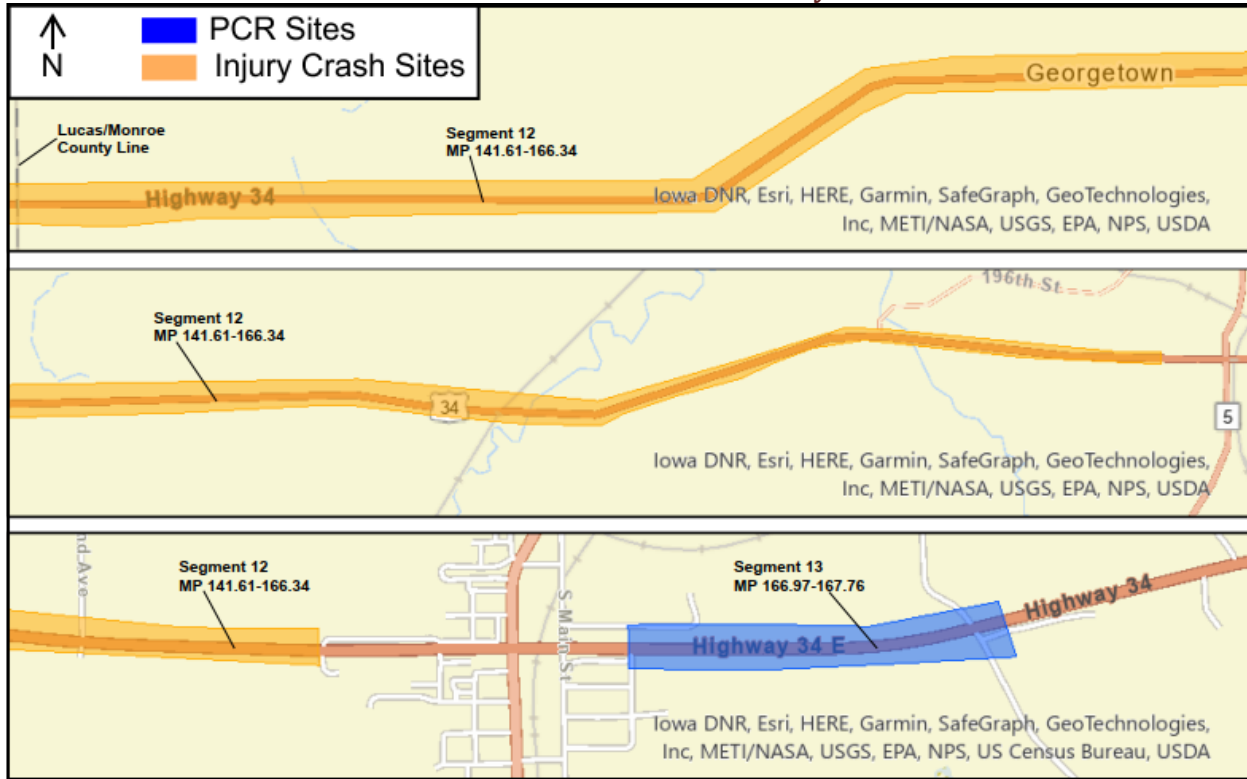 N
PCR Sites
Injury Crash Sites
Georgetown
Lucas/Monroe
County Line
Segment 12
MP 141.61-166.34
Highway 34
Iowa DNR, Esri, HERE, Garmin, SafeGraph, GeoTechnologies,
Inc, METI/NASA, USGS, EPA, NPS, USDA
196th St
Segment 12
MP 141.61-166.34
34
5
Iowa DNR, Esri, HERE, Garmin, SafeGraph, GeoTechnologies,
Inc, METI/NASA, USGS, EPA, NPS, USDA
nd Ave
Segment 12
MP 141.61-166.34
S Main St
Segment 13
MP 166.97-167.76
Highway 34 E
Highway 34
Iowa DNR, Esri, HERE, Garmin, SafeGraph, GeoTechnologies,
Inc, METI/NASA, USGS, EPA, NPS, US Census Bureau, USDA